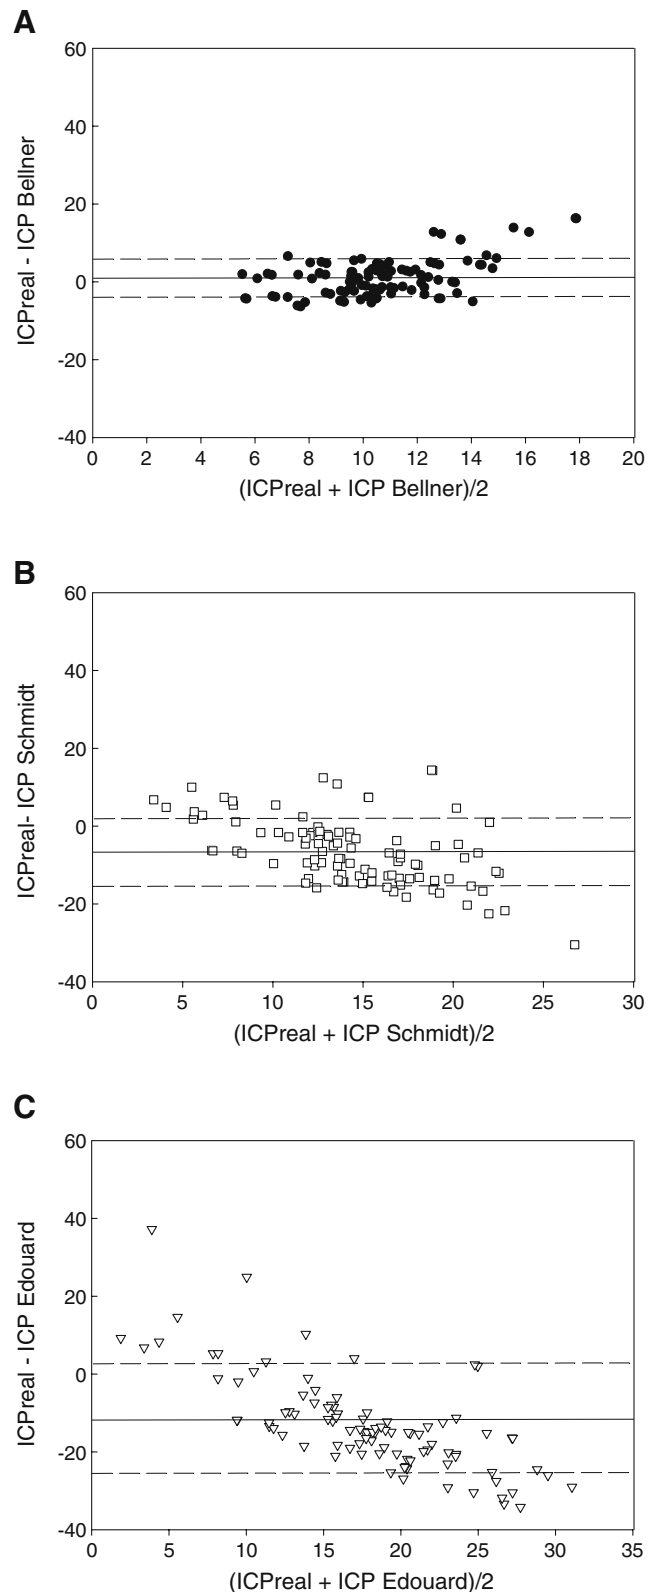 A
60
40
20
0
-20
-40
ICPreal - ICP Bellner
0 2 4 6 8 10 12 14 16 18 20
(ICPreal + ICP Bellner)/2
B
60
40
20
0
-20
-40
ICPreal- ICP Schmidt
0 5 10 15 20 25 30
(ICPreal + ICP Schmidt)/2
C
60
40
20
0
-20
-40
ICPreal - ICP Edouard
0 5 10 15 20 25 30 35
(ICPreal + ICP Edouard)/2